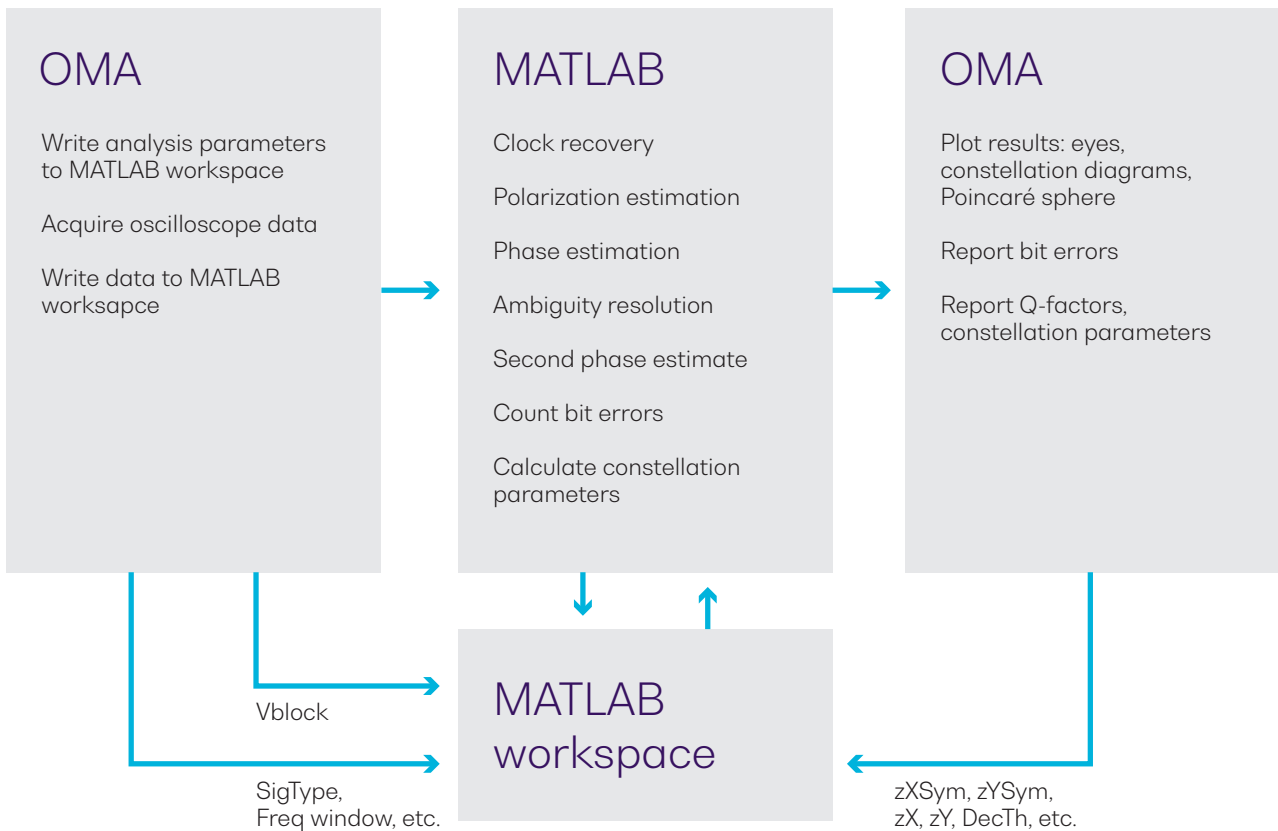 OMA
Write analysis parameters
to MATLAB workspace
Acquire oscilloscope data
Write data to MATLAB
worksapce
MATLAB
Clock recovery
Polarization estimation
Phase estimation
Ambiguity resolution
Second phase estimate
Count bit errors
Calculate constellation
parameters
OMA
Plot results: eyes,
constellation diagrams,
Poincaré sphere
Report bit errors
Report Q-factors,
constellation parameters
Vblock
SigType,
Freq window, etc.
MATLAB
workspace
zXSym, zYSym,
zX, zY, DecTh, etc.